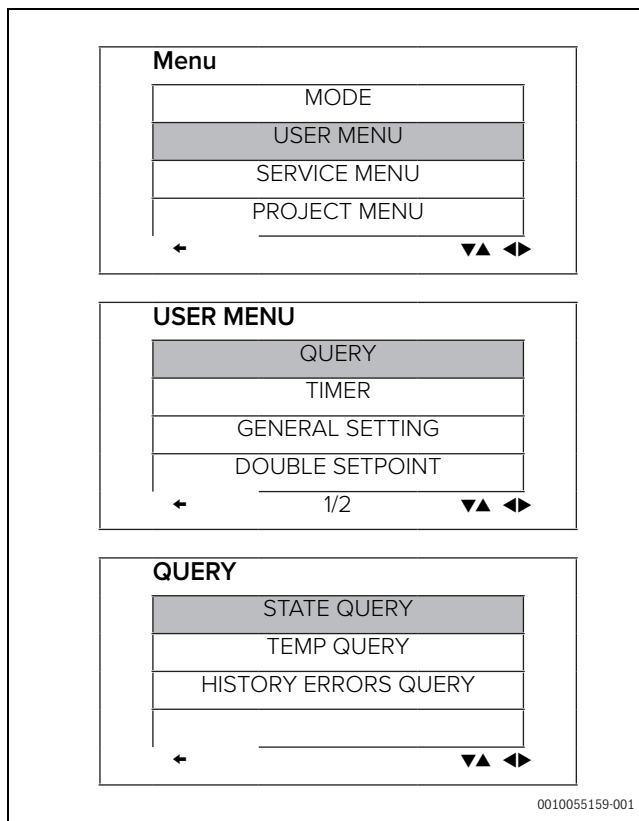 Menu
MODE
USER MENU
SERVICE MENU
PROJECT MENU
← ▼▲ ◀▶
USER MENU
QUERY
TIMER
GENERAL SETTING
DOUBLE SETPOINT
← 1/2 ▼▲ ◀▶
QUERY
STATE QUERY
TEMP QUERY
HISTORY ERRORS QUERY
← ▼▲ ◀▶
0010055159-001